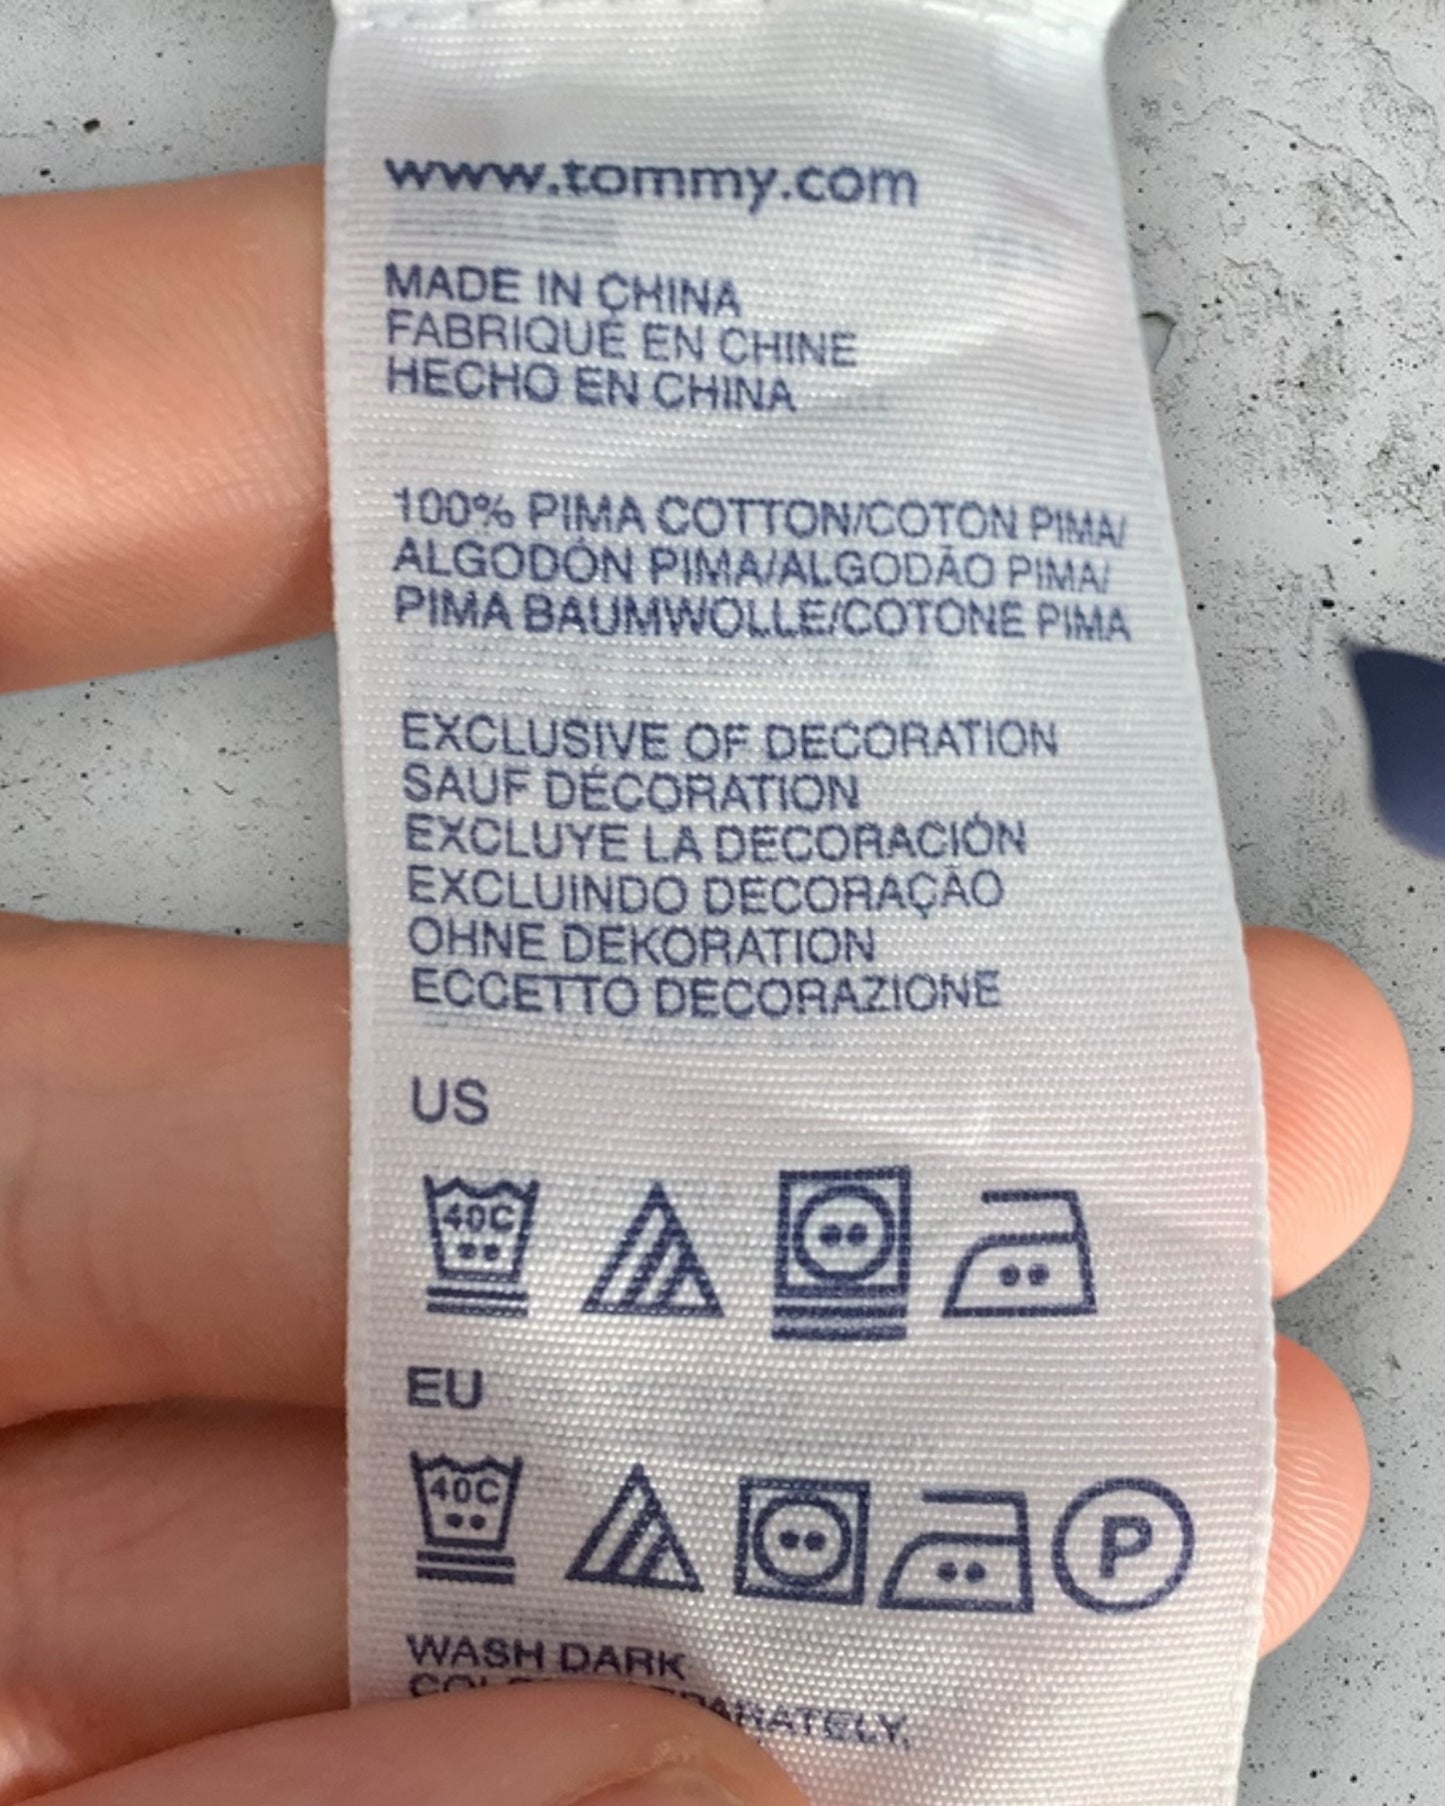 www.tommy.com
MADE IN CHINA
FABRIQUÉ EN CHINE
HECHO EN CHINA
100% PIMA COTTON/COTON PIMA/
ALGODÓN PIMA/ALGODÃO PIMA/
PIMA BAUMWOLLE/COTONE PIMA
EXCLUSIVE OF DECORATION
SAUF DÉCORATION
EXCLUYE LA DECORACIÓN
EXCLUINDO DECORAÇÃO
OHNE DEKORATION
ECCETTO DECORAZIONE
US
40C
EU
40C
P
WASH DARK